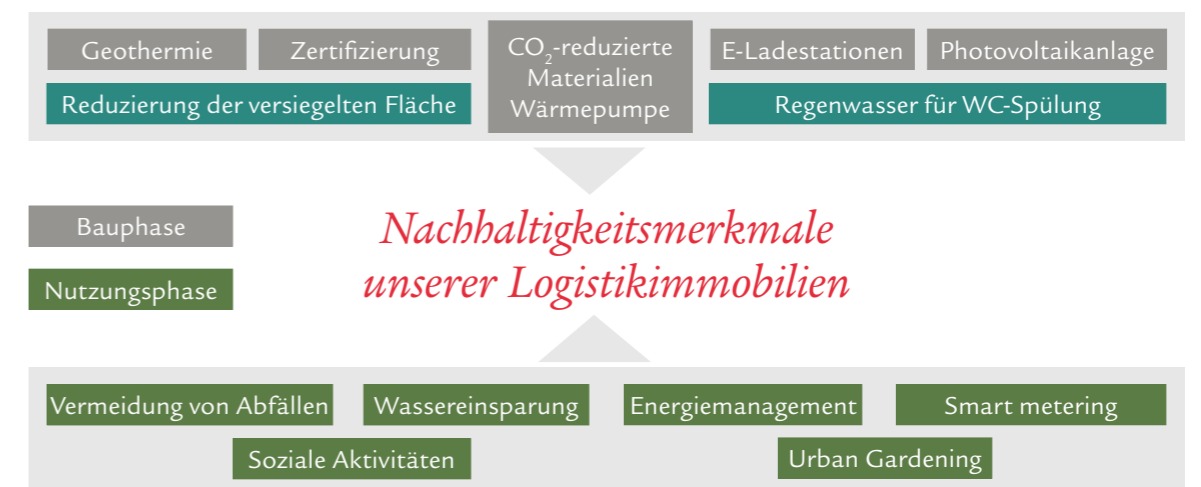 Geothermie
Zertifizierung
CO₂-reduzierte
Materialien
Wärmepumpe
E-Ladestationen
Photovoltaikanlage
Reduzierung der versiegelten Fläche
Regenwasser für WC-Spülung
Bauphase
Nutzungsphase
Nachhaltigkeitsmerkmale
unserer Logistikimmobilien
Vermeidung von Abfällen
Wassereinsparung
Energiemanagement
Smart metering
Soziale Aktivitäten
Urban Gardening